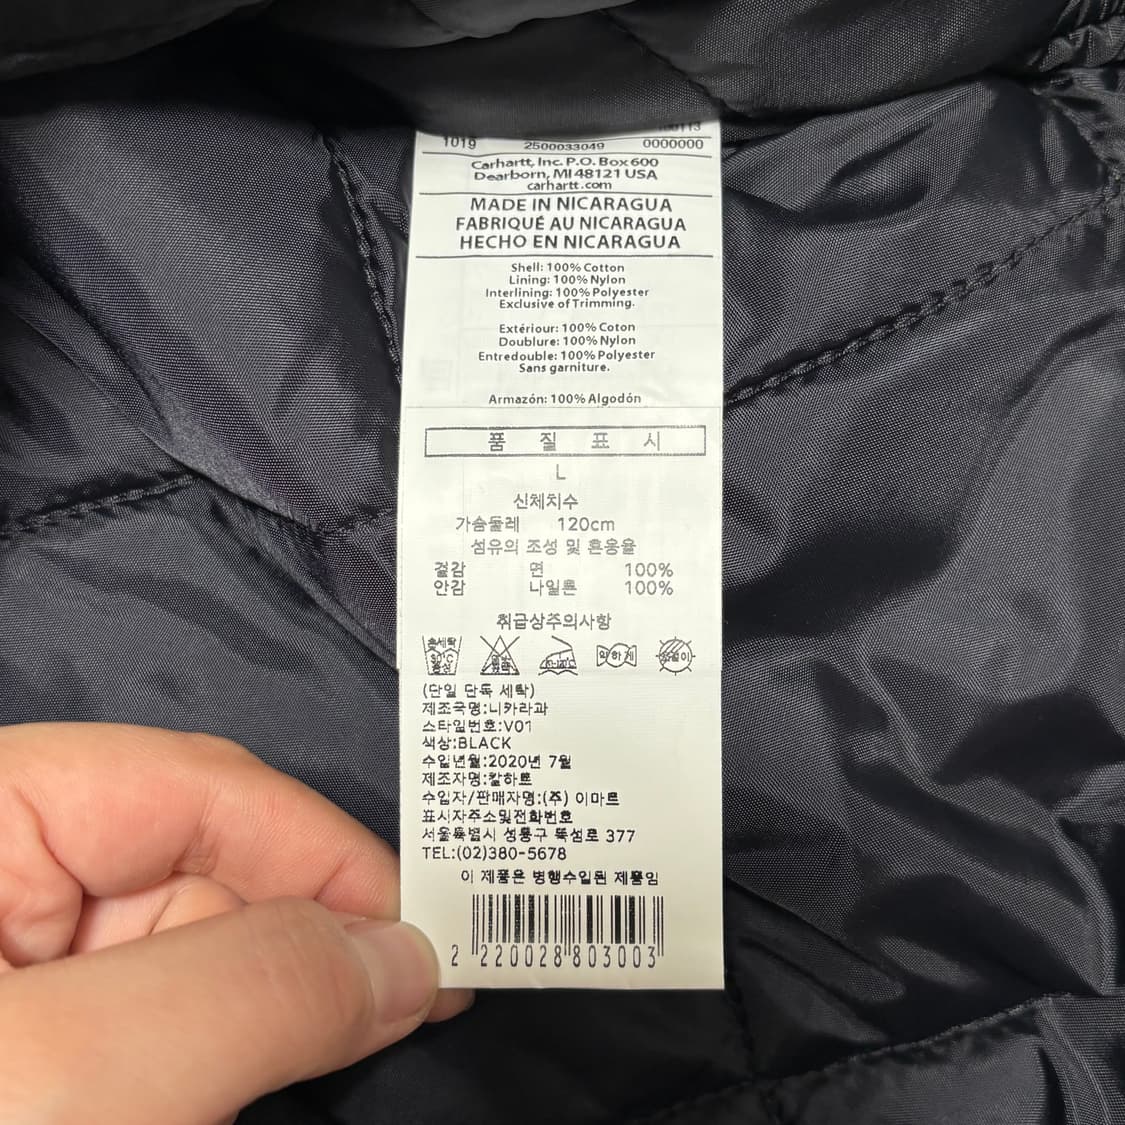 1019 2500033049 0000000
Carhartt, Inc. P.O. Box 600
Dearborn, MI 48121 USA
carhartt.com
MADE IN NICARAGUA
FABRIQUÉ AU NICARAGUA
HECHO EN NICARAGUA
Shell: 100% Cotton
Lining: 100% Nylon
Interlining: 100% Polyester
Exclusive of Trimming.
Extérieur: 100% Coton
Doublure: 100% Nylon
Entredouble: 100% Polyester
Sans garniture.
Armazón: 100% Algodón
품 질 표 시
L
신체치수
가슴둘레 120cm
섬유의 조성 및 혼용율
겉감 면 100%
안감 나일론 100%
취급상주의사항
약하게
(단일 단독 세탁)
제조국명:니카라과
스타일번호:V01
색상:BLACK
수입년월:2020년 7월
제조자명:칼하트
수입자/판매자명:(주) 이마트
표시자주소및전화번호
서울특별시 성동구 뚝섬로 377
TEL:(02)380-5678
이 제품은 병행수입된 제품임
2 220028 803003